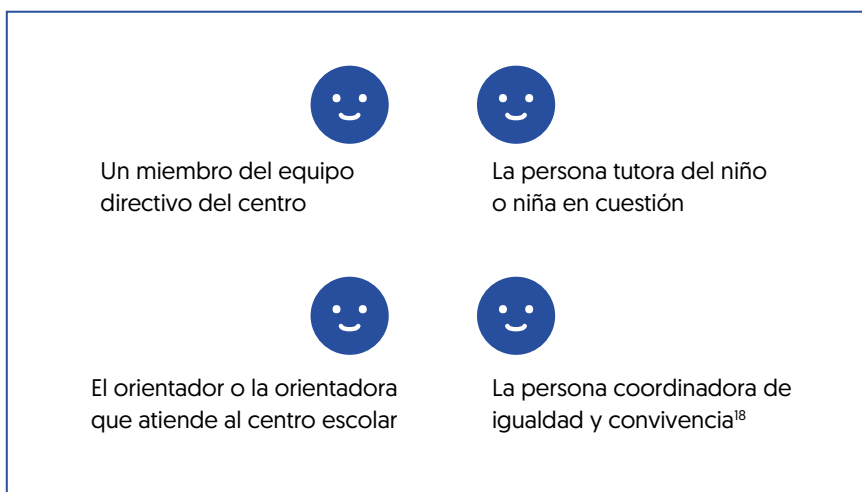 Un miembro del equipo
directivo del centro
La persona tutora del niño
o niña en cuestión
El orientador o la orientadora
que atiende al centro escolar
La persona coordinadora de
igualdad y convivencia¹⁸